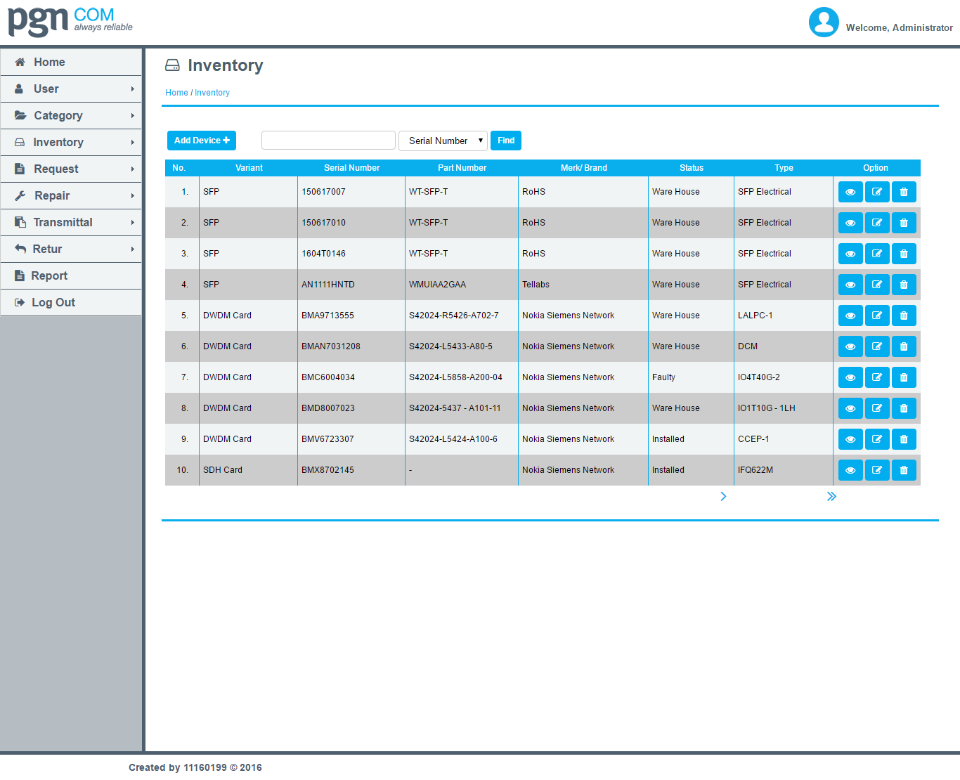 pgn COM
always reliable
Welcome, Administrator
Home
User
Category
Inventory
Request
Repair
Transmittal
Retur
Report
Log Out
Inventory
Home / Inventory
Add Device + Serial Number Find
No. Variant Serial Number Part Number Merk/ Brand Status Type Option
1. SFP 150617007 WT-SFP-T RoHS Ware House SFP Electrical
2. SFP 150617010 WT-SFP-T RoHS Ware House SFP Electrical
3. SFP 1604T0146 WT-SFP-T RoHS Ware House SFP Electrical
4. SFP AN1111HNTD WMUIAA2GAA Tellabs Ware House SFP Electrical
5. DWDM Card BMA9713555 S42024-R5426-A702-7 Nokia Siemens Network Ware House LALPC-1
6. DWDM Card BMAN7031208 S42024-L5433-A80-5 Nokia Siemens Network Ware House DCM
7. DWDM Card BMC6004034 S42024-L5858-A200-04 Nokia Siemens Network Faulty IO4T40G-2
8. DWDM Card BMD8007023 S42024-5437 - A101-11 Nokia Siemens Network Ware House IO1T10G - 1LH
9. DWDM Card BMV6723307 S42024-L5424-A100-6 Nokia Siemens Network Installed CCEP-1
10. SDH Card BMX8702145 - Nokia Siemens Network Installed IFQ622M
Created by 11160199 © 2016